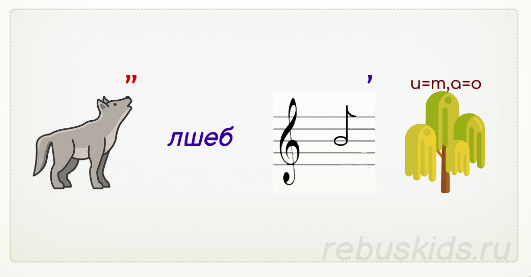 ,,
,
и=т,а=о
лшеб
rebuskids.ru